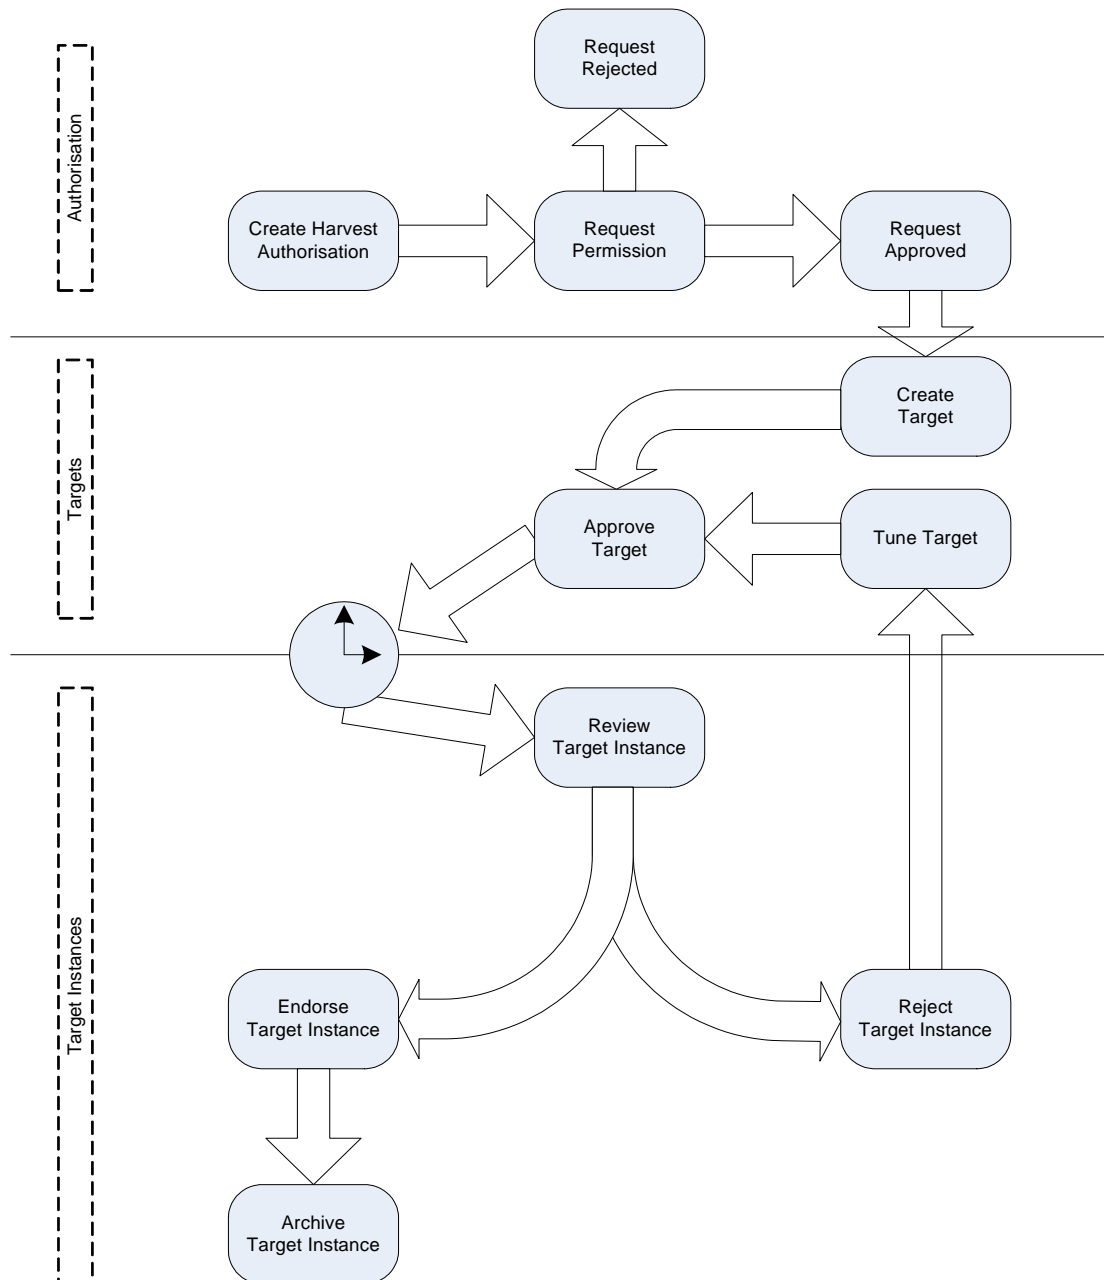 Authorisation
Request
Rejected
Create Harvest
Authorisation
Request
Permission
Request
Approved
Targets
Create
Target
Approve
Target
Tune Target
Target Instances
Review
Target Instance
Endorse
Target Instance
Reject
Target Instance
Archive
Target Instance